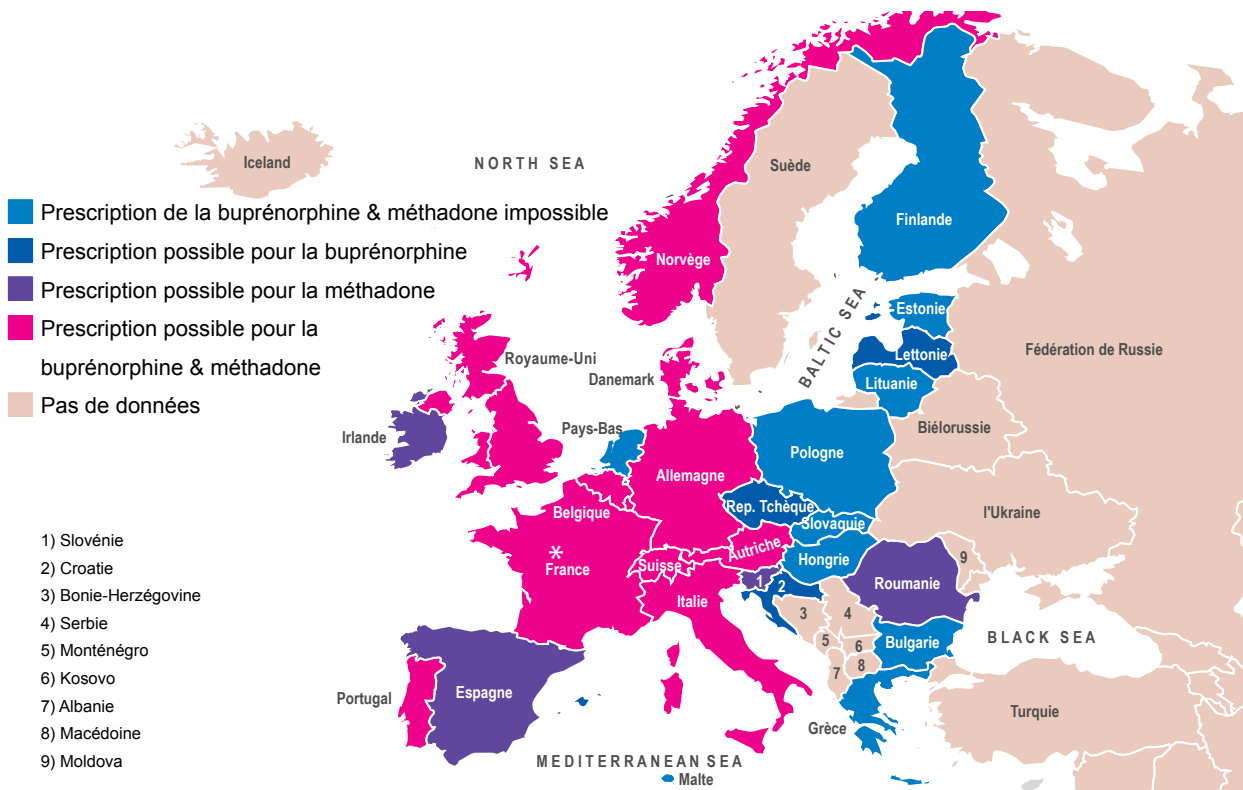 Iceland
NORTH SEA
Suède
Prescription de la buprénorphine & méthadone impossible
Prescription possible pour la buprénorphine
Prescription possible pour la méthadone
Prescription possible pour la
buprénorphine & méthadone
Pas de données
Finlande
Norvège
BALTIC SEA
Estonie
Lettonie
Lituanie
Fédération de Russie
Royaume-Uni
Danemark
Biélorussie
Irlande
Pays-Bas
Pologne
Allemagne
Rep. Tchèque
Belgique
Slovaquie
l'Ukraine
*
France
Suisse
Autriche
Hongrie
9
Roumanie
1
2
Italie
3
4
5
6
7
8
Bulgarie
BLACK SEA
Portugal
Espagne
Grèce
Turquie
MEDITERRANEAN SEA
Malte
1) Slovénie
2) Croatie
3) Bonie-Herzégovine
4) Serbie
5) Monténégro
6) Kosovo
7) Albanie
8) Macédoine
9) Moldova